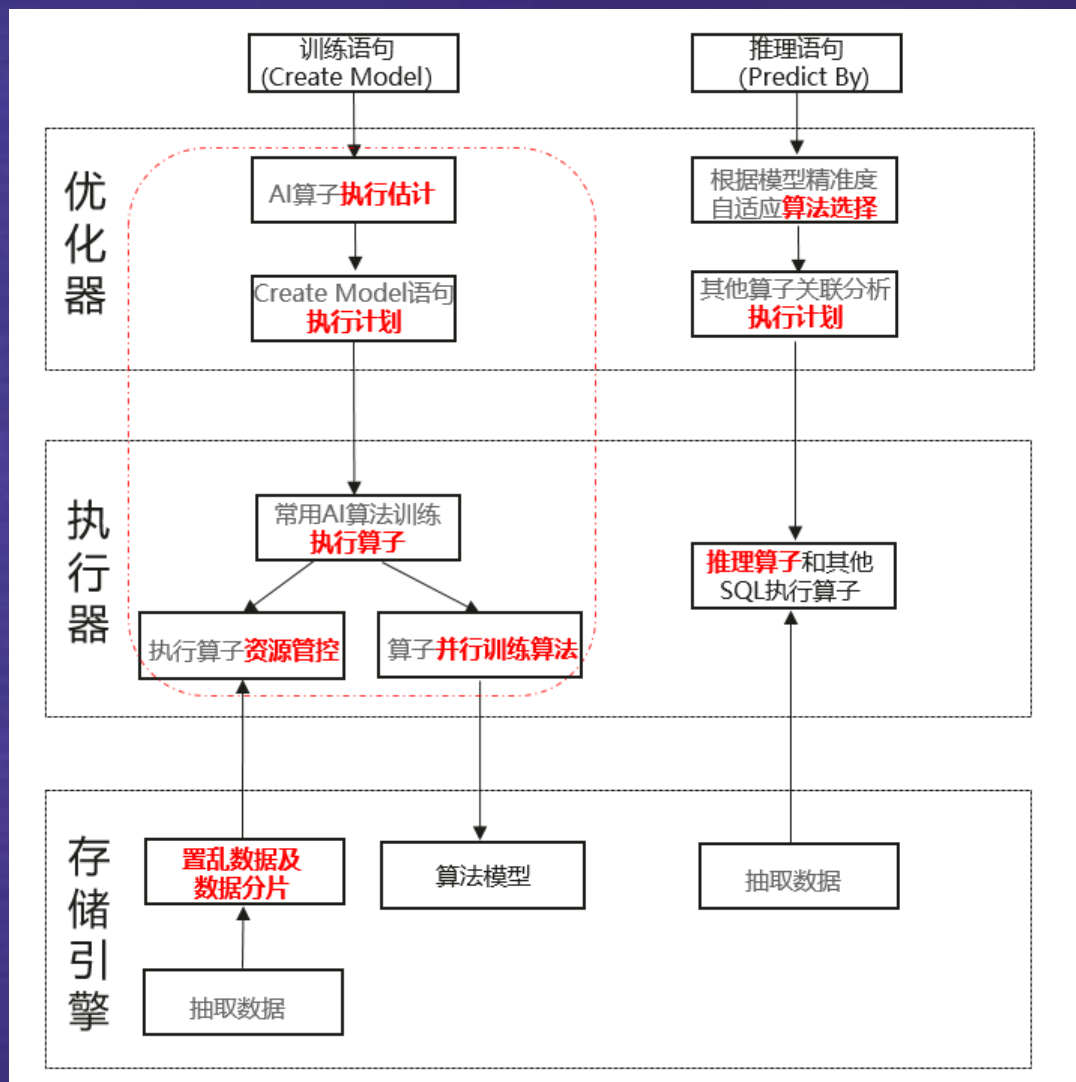 训练语句
(Create Model)
推理语句
(Predict By)
优化器
AI算子执行估计
根据模型精准度
自适应算法选择
Create Model语句
执行计划
其他算子关联分析
执行计划
执行器
常用AI算法训练
执行算子
推理算子和其他
SQL执行算子
执行算子资源管控
算子并行训练算法
存储引擎
置乱数据及
数据分片
算法模型
抽取数据
抽取数据